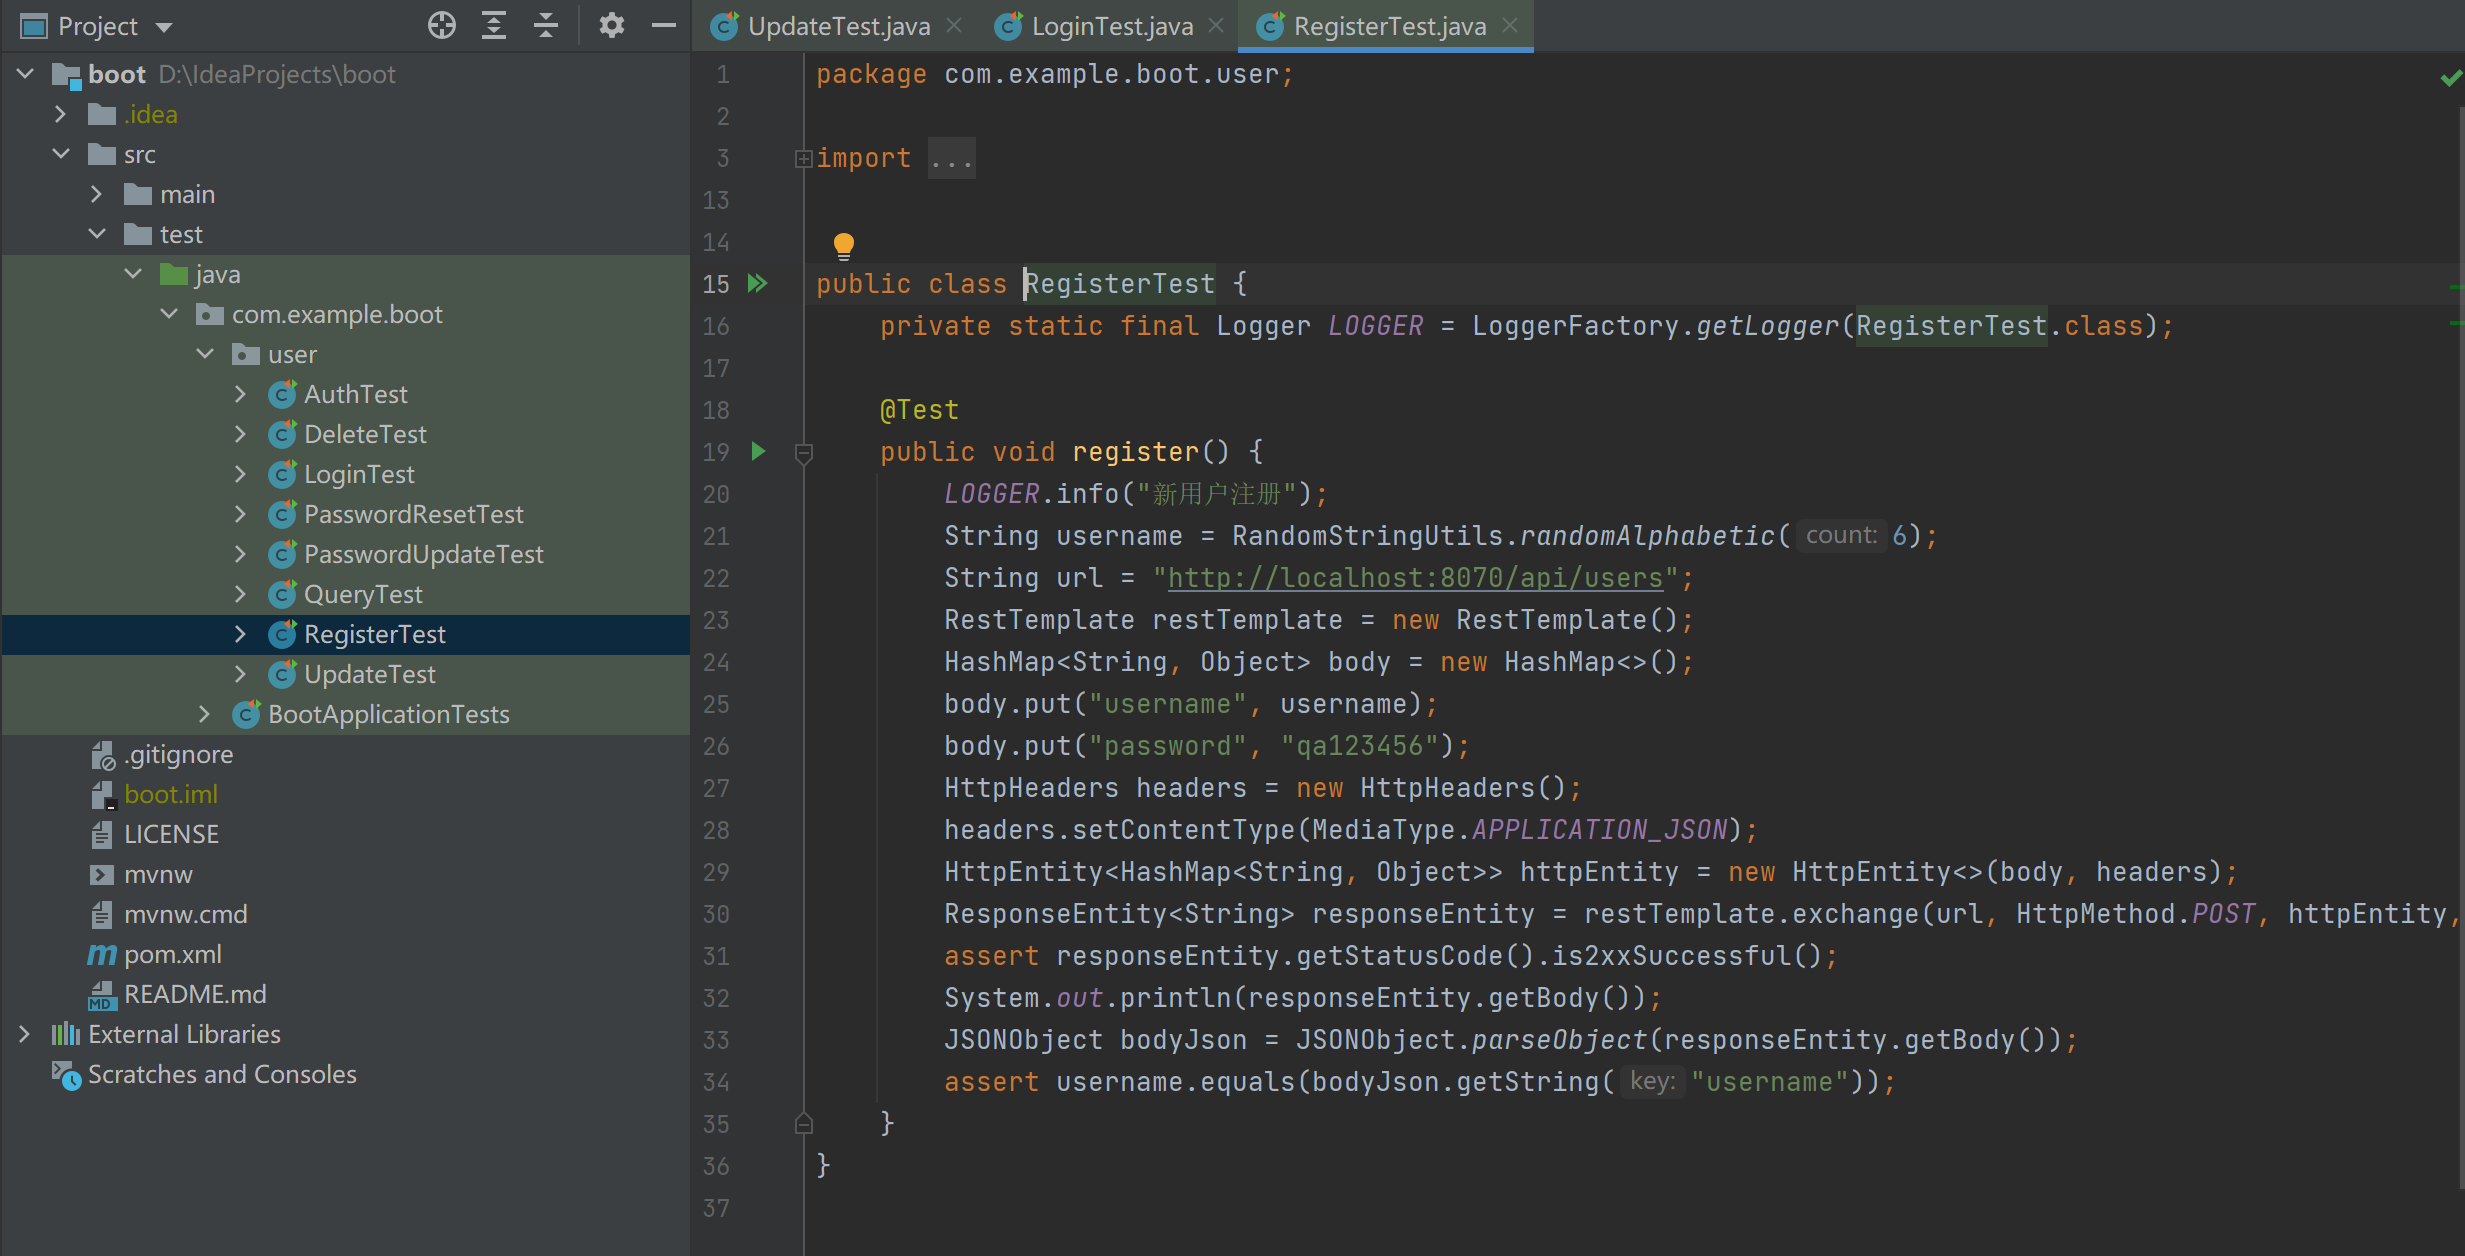 Project
boot D:\IdeaProjects\boot
.idea
src
main
test
java
com.example.boot
user
AuthTest
DeleteTest
LoginTest
PasswordResetTest
PasswordUpdateTest
QueryTest
RegisterTest
UpdateTest
BootApplicationTests
.gitignore
boot.iml
LICENSE
mvnw
mvnw.cmd
pom.xml
README.md
External Libraries
Scratches and Consoles
UpdateTest.java LoginTest.java RegisterTest.java
1 package com.example.boot.user;
2
3 import ...
13
14
15 public class RegisterTest {
16 private static final Logger LOGGER = LoggerFactory.getLogger(RegisterTest.class);
17
18 @Test
19 public void register() {
20 LOGGER.info("新用户注册");
21 String username = RandomStringUtils.randomAlphabetic( count: 6);
22 String url = "http://localhost:8070/api/users";
23 RestTemplate restTemplate = new RestTemplate();
24 HashMap<String, Object> body = new HashMap<>();
25 body.put("username", username);
26 body.put("password", "qa123456");
27 HttpHeaders headers = new HttpHeaders();
28 headers.setContentType(MediaType.APPLICATION_JSON);
29 HttpEntity<HashMap<String, Object>> httpEntity = new HttpEntity<>(body, headers);
30 ResponseEntity<String> responseEntity = restTemplate.exchange(url, HttpMethod.POST, httpEntity,
31 assert responseEntity.getStatusCode().is2xxSuccessful();
32 System.out.println(responseEntity.getBody());
33 JSONObject bodyJson = JSONObject.parseObject(responseEntity.getBody());
34 assert username.equals(bodyJson.getString( key: "username"));
35 }
36 }
37